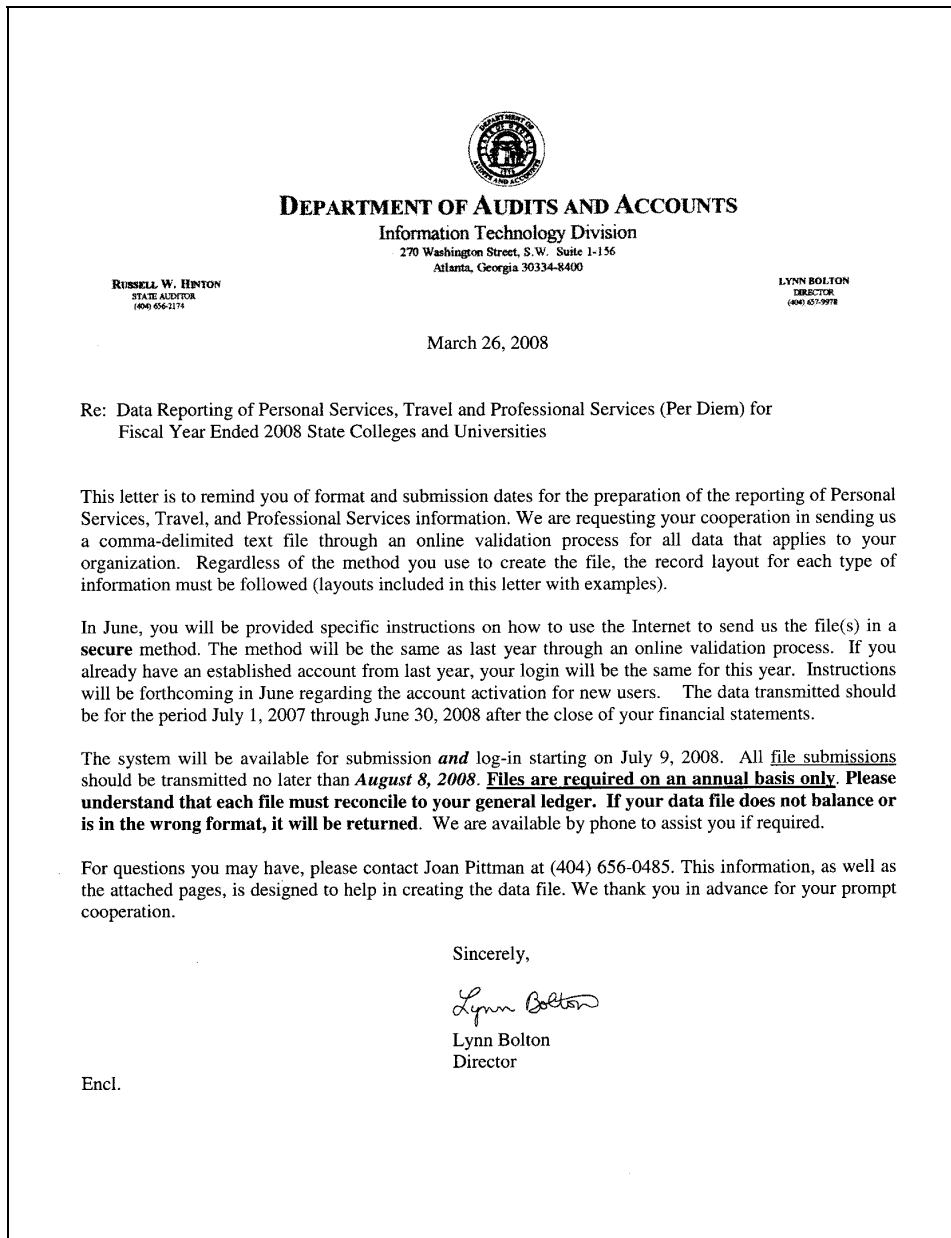 DEPARTMENT OF AUDITS AND ACCOUNTS
Information Technology Division
270 Washington Street, S.W. Suite 1-156
Atlanta, Georgia 30334-8400
RUSSELL W. HINTON
STATE AUDITOR
(404) 656-2174
LYNN BOLTON
DIRECTOR
(404) 657-9978
March 26, 2008
Re: Data Reporting of Personal Services, Travel and Professional Services (Per Diem) for
Fiscal Year Ended 2008 State Colleges and Universities
This letter is to remind you of format and submission dates for the preparation of the reporting of Personal
Services, Travel, and Professional Services information. We are requesting your cooperation in sending us
a comma-delimited text file through an online validation process for all data that applies to your
organization. Regardless of the method you use to create the file, the record layout for each type of
information must be followed (layouts included in this letter with examples).
In June, you will be provided specific instructions on how to use the Internet to send us the file(s) in a
secure method. The method will be the same as last year through an online validation process. If you
already have an established account from last year, your login will be the same for this year. Instructions
will be forthcoming in June regarding the account activation for new users. The data transmitted should
be for the period July 1, 2007 through June 30, 2008 after the close of your financial statements.
The system will be available for submission and log-in starting on July 9, 2008. All file submissions
should be transmitted no later than August 8, 2008. Files are required on an annual basis only. Please
understand that each file must reconcile to your general ledger. If your data file does not balance or
is in the wrong format, it will be returned. We are available by phone to assist you if required.
For questions you may have, please contact Joan Pittman at (404) 656-0485. This information, as well as
the attached pages, is designed to help in creating the data file. We thank you in advance for your prompt
cooperation.
Sincerely,
Lynn Bolton
Lynn Bolton
Director
Encl.